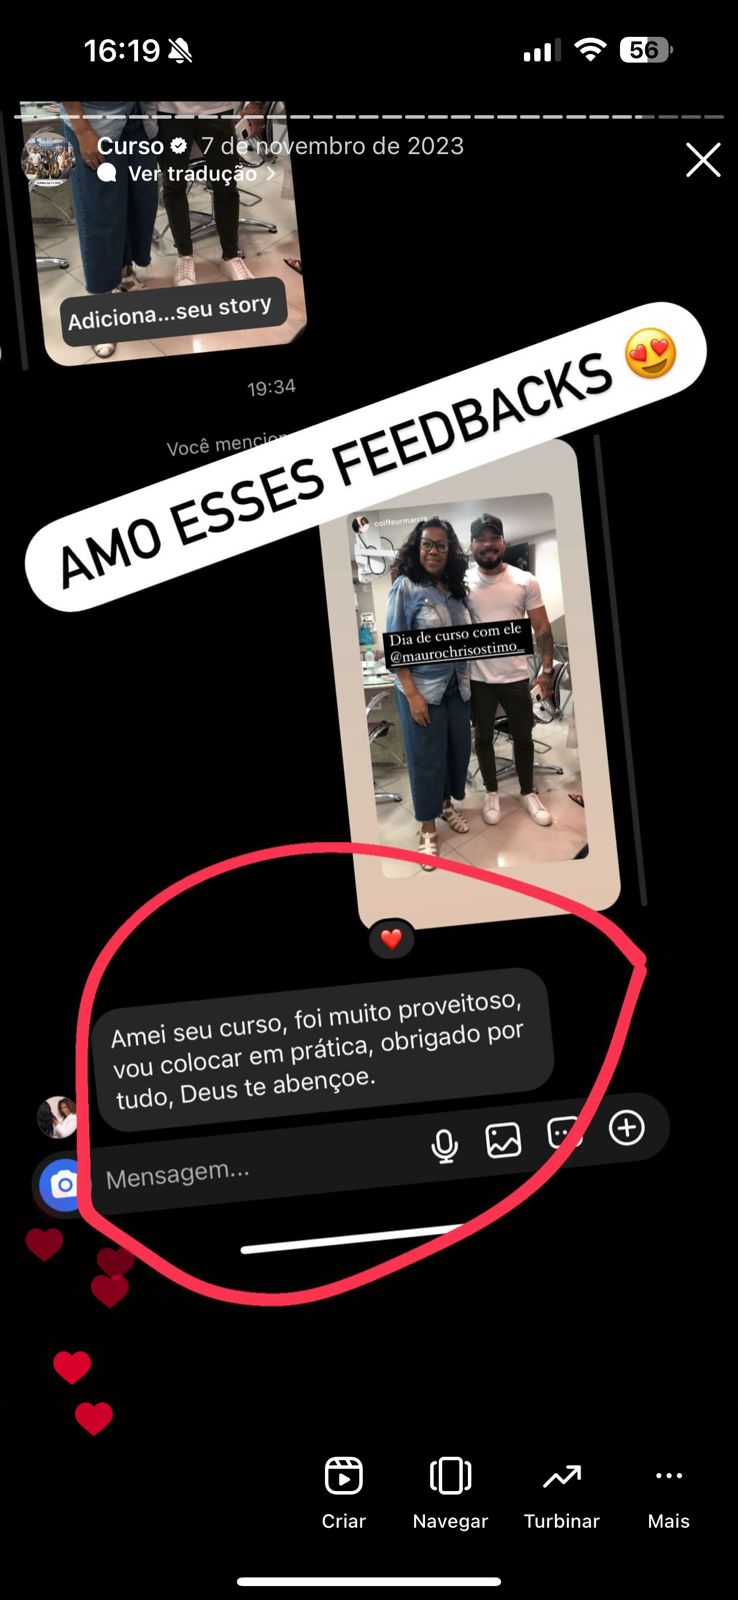 16:19
56
Curso 7 de novembro de 2023
Ver tradução
Adiciona...seu story
19:34
Você mencio
AMO ESSES FEEDBACKS
coiffeurmarcia
Dia de curso com ele
@maurochrisostimo_
Amei seu curso, foi muito proveitoso,
vou colocar em prática, obrigado por
tudo, Deus te abençoe.
Mensagem...
Criar
Navegar
Turbinar
Mais